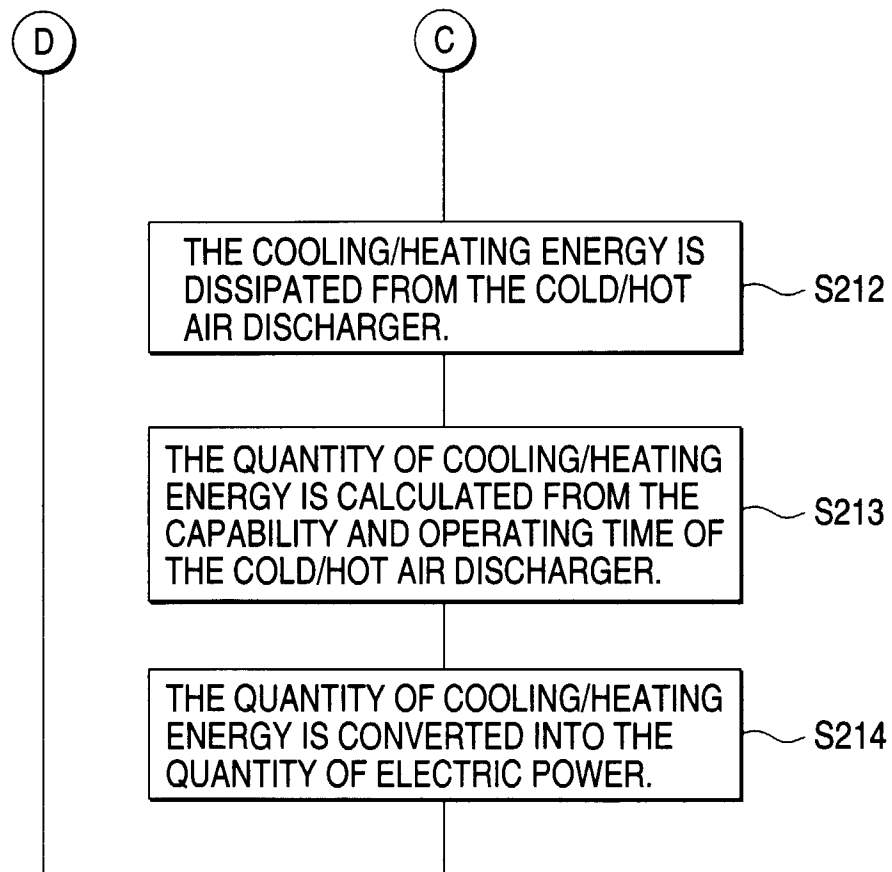 D
C
THE COOLING/HEATING ENERGY IS
DISSIPATED FROM THE COLD/HOT
AIR DISCHARGER.
S212
THE QUANTITY OF COOLING/HEATING
ENERGY IS CALCULATED FROM THE
CAPABILITY AND OPERATING TIME OF
THE COLD/HOT AIR DISCHARGER.
S213
THE QUANTITY OF COOLING/HEATING
ENERGY IS CONVERTED INTO THE
QUANTITY OF ELECTRIC POWER.
S214